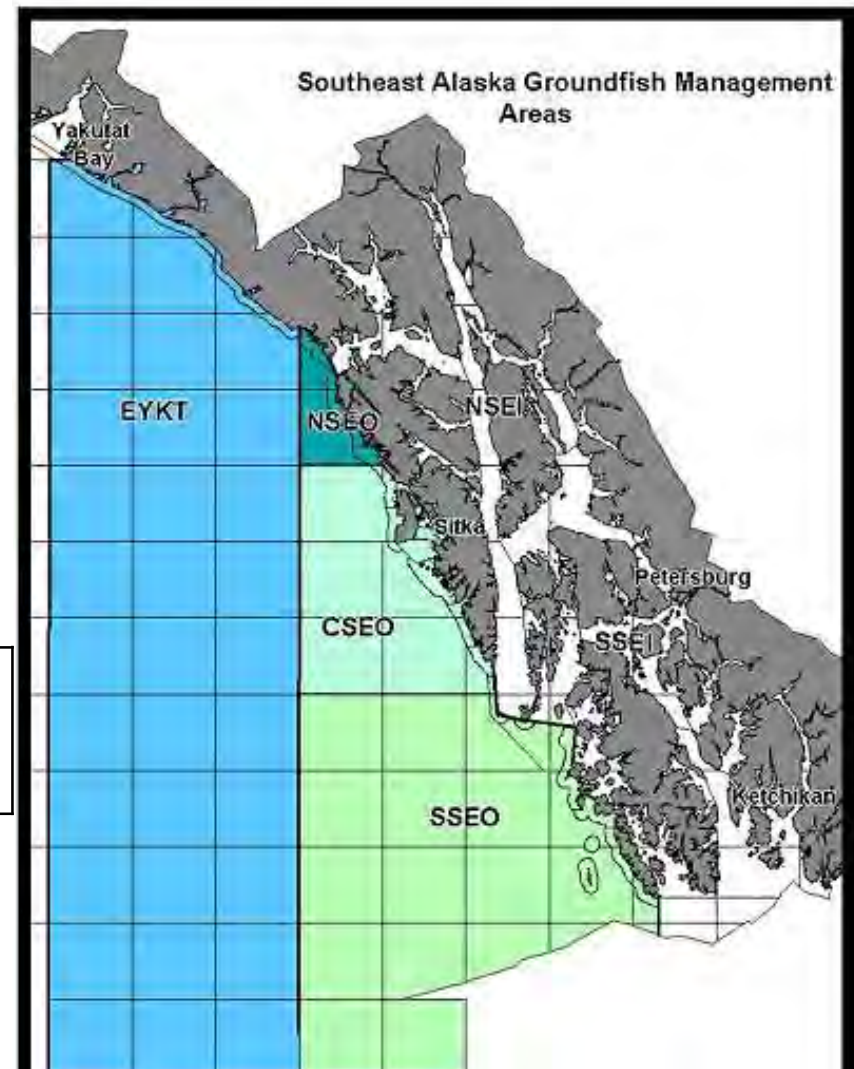 Southeast Alaska Groundfish Management
Areas
Yakutat
Bay
EYKT
NSEO
NSEI
Sitka
Petersburg
CSEO
SSEI
Ketchikan
SSEO